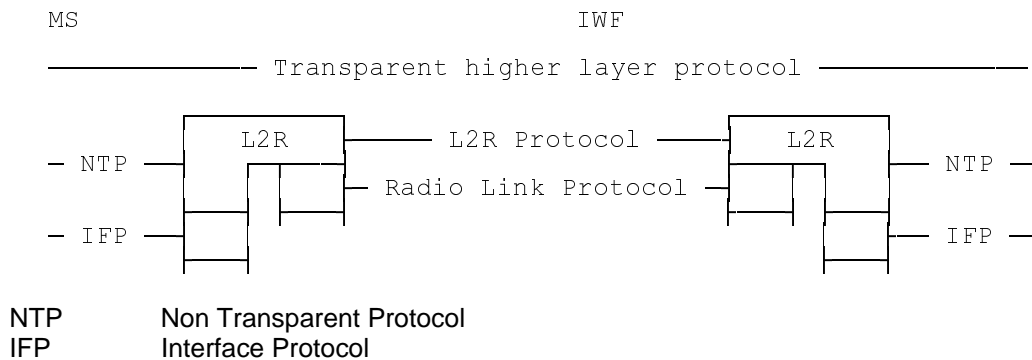 MS IWF
Transparent higher layer protocol
L2R L2R Protocol L2R
NTP NTP
Radio Link Protocol
IFP IFP
NTP Non Transparent Protocol
IFP Interface Protocol